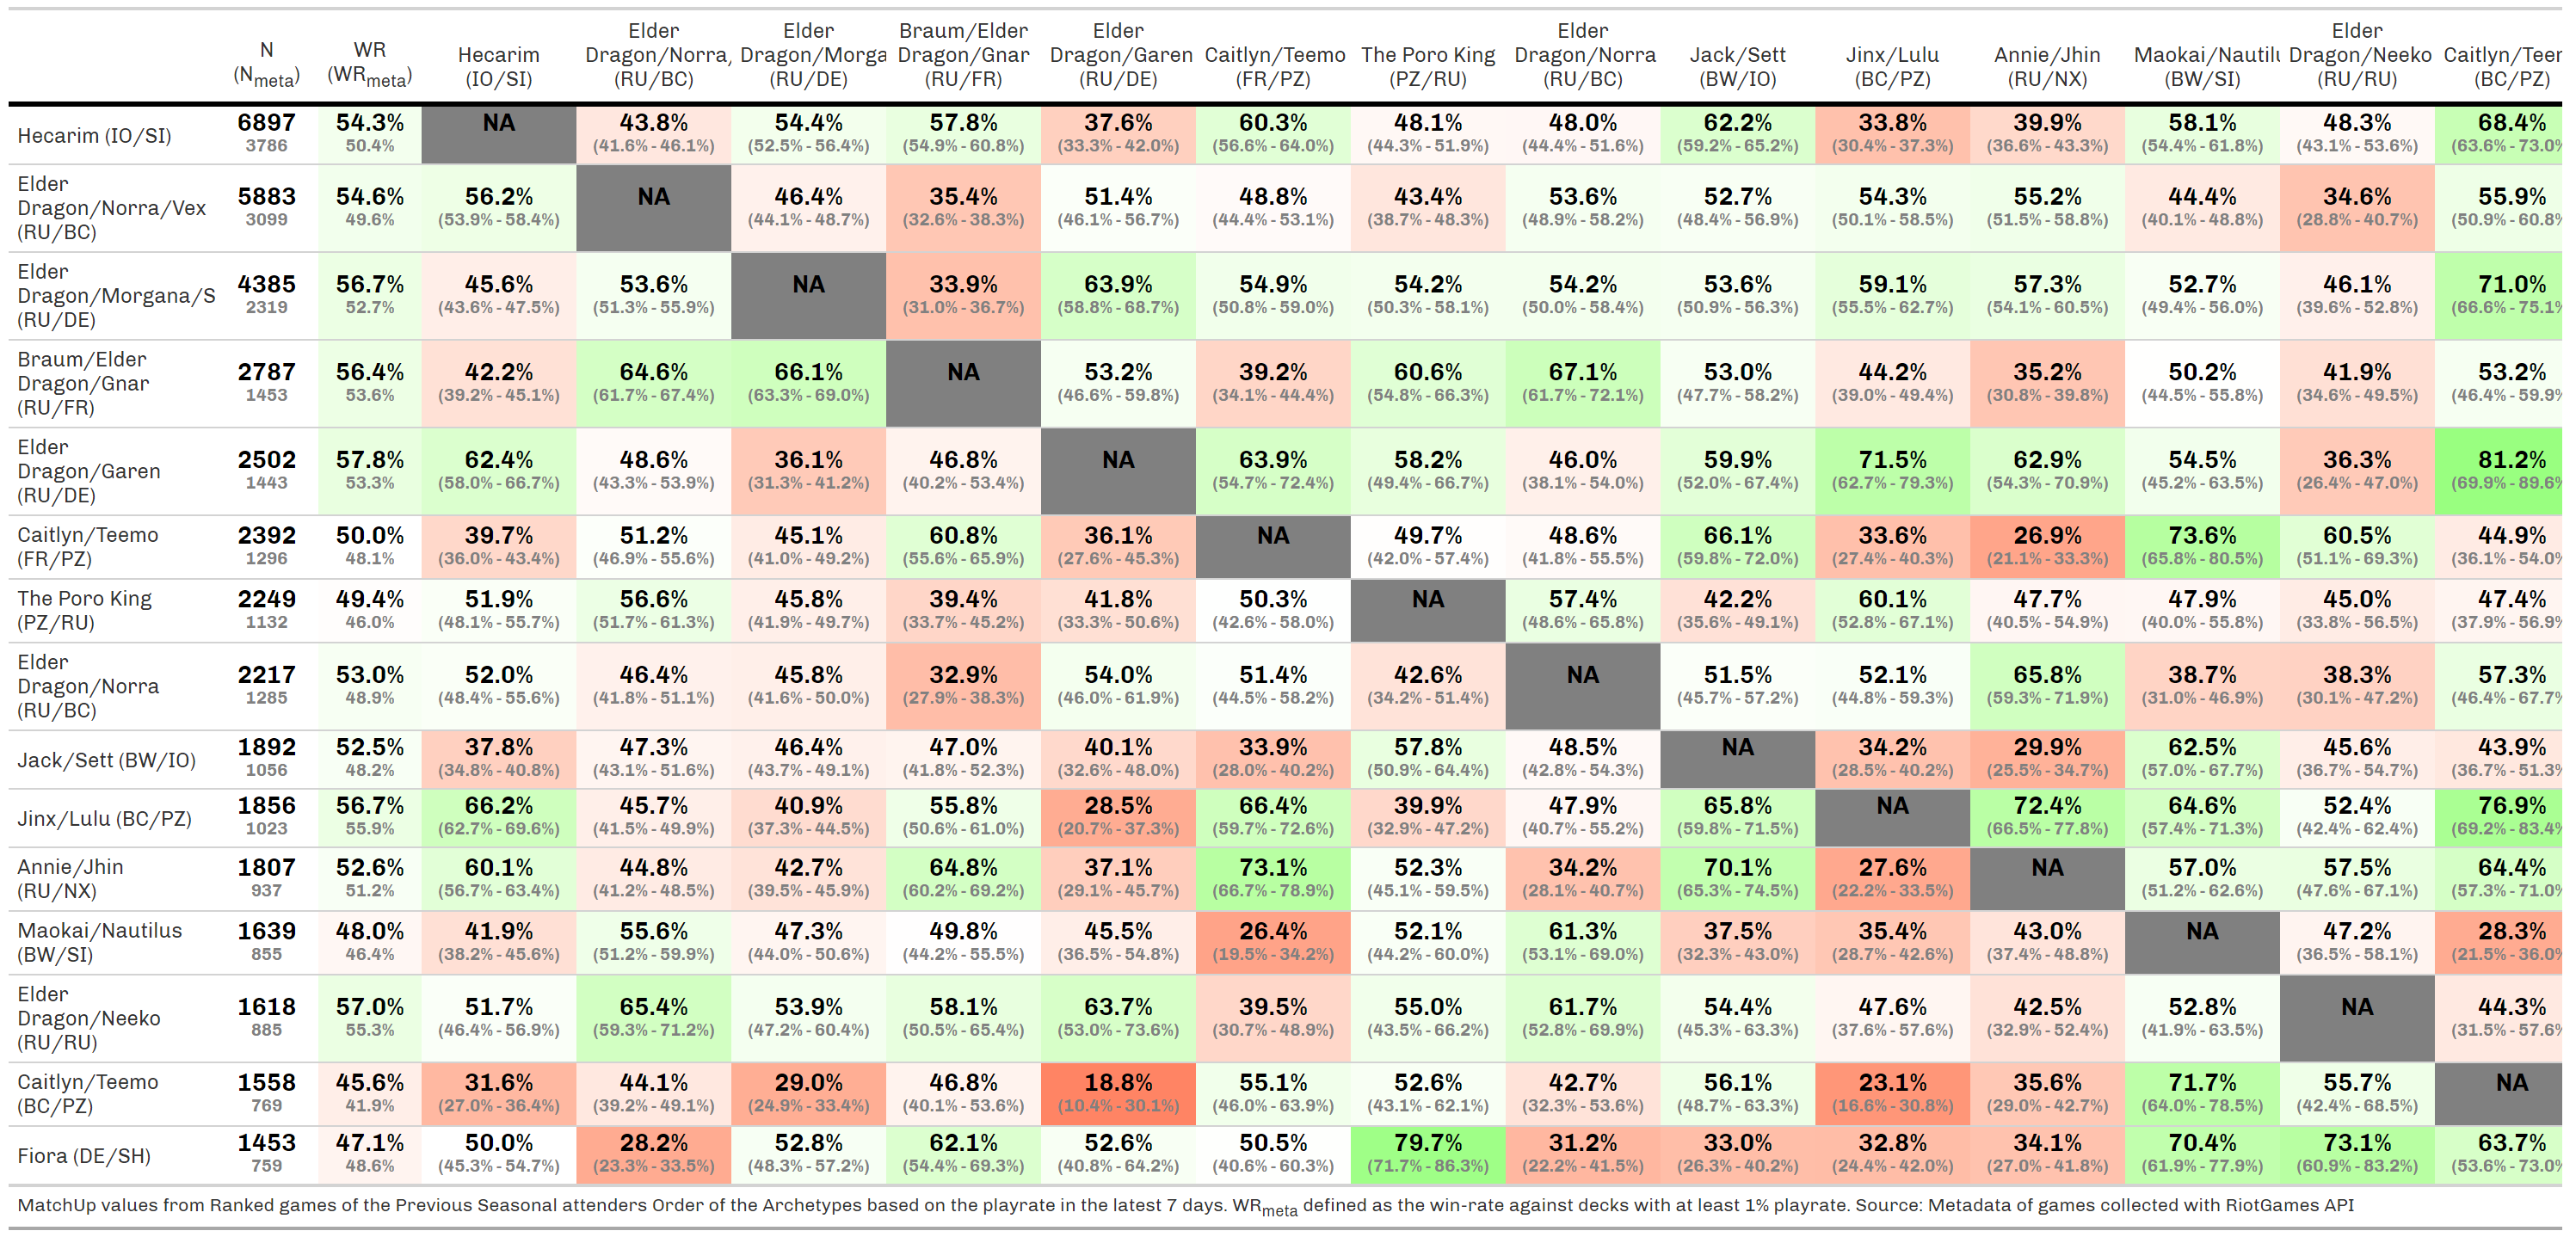 N WR Hecarim Elder Dragon/Norra, Elder Dragon/Morga Braum/Elder Dragon/Gnar Elder Dragon/Garen Caitlyn/Teemo The Poro King Elder Dragon/Norra Jack/Sett Jinx/Lulu Annie/Jhin Maokai/Nautil Elder Dragon/Neeko Caitlyn/Teer
(Nmeta) (WRmeta) (IO/SI) (RU/BC) (RU/DE) (RU/FR) (RU/DE) (FR/PZ) (PZ/RU) (RU/BC) (BW/IO) (BC/PZ) (RU/NX) (BW/SI) (RU/RU) (BC/PZ)
Hecarim (IO/SI) 6897 54.3% NA 43.8% 54.4% 57.8% 37.6% 60.3% 48.1% 48.0% 62.2% 33.8% 39.9% 58.1% 48.3% 68.4%
3786 50.4% (41.6% - 46.1%) (52.5% - 56.4%) (54.9% - 60.8%) (33.3% - 42.0%) (56.6% - 64.0%) (44.3% - 51.9%) (44.4% - 51.6%) (59.2% - 65.2%) (30.4% - 37.3%) (36.6% - 43.3%) (54.4% - 61.8%) (43.1% - 53.6%) (63.6% - 73.0%
Elder Dragon/Norra/Vex (RU/BC) 5883 54.6% 56.2% NA 46.4% 35.4% 51.4% 48.8% 43.4% 53.6% 52.7% 54.3% 55.2% 44.4% 34.6% 55.9%
3099 49.6% (53.9% - 58.4%) (44.1% - 48.7%) (32.6% - 38.3%) (46.1% - 56.7%) (44.4% - 53.1%) (38.7% - 48.3%) (48.9% - 58.2%) (48.4% - 56.9%) (50.1% - 58.5%) (51.5% - 58.8%) (40.1% - 48.8%) (28.8% - 40.7%) (50.9% - 60.8%
Elder Dragon/Morgana/S (RU/DE) 4385 56.7% 45.6% 53.6% NA 33.9% 63.9% 54.9% 54.2% 54.2% 53.6% 59.1% 57.3% 52.7% 46.1% 71.0%
2319 52.7% (43.6% - 47.5%) (51.3% - 55.9%) (31.0% - 36.7%) (58.8% - 68.7%) (50.8% - 59.0%) (50.3% - 58.1%) (50.0% - 58.4%) (50.9% - 56.3%) (55.5% - 62.7%) (54.1% - 60.5%) (49.4% - 56.0%) (39.6% - 52.8%) (66.6% - 75.1%
Braum/Elder Dragon/Gnar (RU/FR) 2787 56.4% 42.2% 64.6% 66.1% NA 53.2% 39.2% 60.6% 67.1% 53.0% 44.2% 35.2% 50.2% 41.9% 53.2%
1453 53.6% (39.2% - 45.1%) (61.7% - 67.4%) (63.3% - 69.0%) (46.6% - 59.8%) (34.1% - 44.4%) (54.8% - 66.3%) (61.7% - 72.1%) (47.7% - 58.2%) (39.0% - 49.4%) (30.8% - 39.8%) (44.5% - 55.8%) (34.6% - 49.5%) (46.4% - 59.9%
Elder Dragon/Garen (RU/DE) 2502 57.8% 62.4% 48.6% 36.1% 46.8% NA 63.9% 58.2% 46.0% 59.9% 71.5% 62.9% 54.5% 36.3% 81.2%
1443 53.3% (58.0% - 66.7%) (43.3% - 53.9%) (31.3% - 41.2%) (40.2% - 53.4%) (54.7% - 72.4%) (49.4% - 66.7%) (38.1% - 54.0%) (52.0% - 67.4%) (62.7% - 79.3%) (54.3% - 70.9%) (45.2% - 63.5%) (26.4% - 47.0%) (69.9% - 89.6%
Caitlyn/Teemo (FR/PZ) 2392 50.0% 39.7% 51.2% 45.1% 60.8% 36.1% NA 49.7% 48.6% 66.1% 33.6% 26.9% 73.6% 60.5% 44.9%
1296 48.1% (36.0% - 43.4%) (46.9% - 55.6%) (41.0% - 49.2%) (55.6% - 65.9%) (27.6% - 45.3%) (42.0% - 57.4%) (41.8% - 55.5%) (59.8% - 72.0%) (27.4% - 40.3%) (21.1% - 33.3%) (65.8% - 80.5%) (51.1% - 69.3%) (36.1% - 54.0%
The Poro King (PZ/RU) 2249 49.4% 51.9% 56.6% 45.8% 39.4% 41.8% 50.3% NA 57.4% 42.2% 60.1% 47.7% 47.9% 45.0% 47.4%
1132 46.0% (48.1% - 55.7%) (51.7% - 61.3%) (41.9% - 49.7%) (33.7% - 45.2%) (33.3% - 50.6%) (42.6% - 58.0%) (48.6% - 65.8%) (35.6% - 49.1%) (52.8% - 67.1%) (40.5% - 54.9%) (40.0% - 55.8%) (33.8% - 56.5%) (37.9% - 56.9%
Elder Dragon/Norra (RU/BC) 2217 53.0% 52.0% 46.4% 45.8% 32.9% 54.0% 51.4% 42.6% NA 51.5% 52.1% 65.8% 38.7% 38.3% 57.3%
1285 48.9% (48.4% - 55.6%) (41.8% - 51.1%) (41.6% - 50.0%) (27.9% - 38.3%) (46.0% - 61.9%) (44.5% - 58.2%) (34.2% - 51.4%) (45.7% - 57.2%) (44.8% - 59.3%) (59.3% - 71.9%) (31.0% - 46.9%) (30.1% - 47.2%) (46.4% - 67.7%
Jack/Sett (BW/IO) 1892 52.5% 37.8% 47.3% 46.4% 47.0% 40.1% 33.9% 57.8% 48.5% NA 34.2% 29.9% 62.5% 45.6% 43.9%
1056 48.2% (34.8% - 40.8%) (43.1% - 51.6%) (43.7% - 49.1%) (41.8% - 52.3%) (32.6% - 48.0%) (28.0% - 40.2%) (50.9% - 64.4%) (42.8% - 54.3%) (28.5% - 40.2%) (25.5% - 34.7%) (57.0% - 67.7%) (36.7% - 54.7%) (36.7% - 51.3%
Jinx/Lulu (BC/PZ) 1856 56.7% 66.2% 45.7% 40.9% 55.8% 28.5% 66.4% 39.9% 47.9% 65.8% NA 72.4% 64.6% 52.4% 76.9%
1023 55.9% (62.7% - 69.6%) (41.5% - 49.9%) (37.3% - 44.5%) (50.6% - 61.0%) (20.7% - 37.3%) (59.7% - 72.6%) (32.9% - 47.2%) (40.7% - 55.2%) (59.8% - 71.5%) (66.5% - 77.8%) (57.4% - 71.3%) (42.4% - 62.4%) (69.2% - 83.4%
Annie/Jhin (RU/NX) 1807 52.6% 60.1% 44.8% 42.7% 64.8% 37.1% 73.1% 52.3% 34.2% 70.1% 27.6% NA 57.0% 57.5% 64.4%
937 51.2% (56.7% - 63.4%) (41.2% - 48.5%) (39.5% - 45.9%) (60.2% - 69.2%) (29.1% - 45.7%) (66.7% - 78.9%) (45.1% - 59.5%) (28.1% - 40.7%) (65.3% - 74.5%) (22.2% - 33.5%) (51.2% - 62.6%) (47.6% - 67.1%) (57.3% - 71.0%
Maokai/Nautilus (BW/SI) 1639 48.0% 41.9% 55.6% 47.3% 49.8% 45.5% 26.4% 52.1% 61.3% 37.5% 35.4% 43.0% NA 47.2% 28.3%
855 46.4% (38.2% - 45.6%) (51.2% - 59.9%) (44.0% - 50.6%) (44.2% - 55.5%) (36.5% - 54.8%) (19.5% - 34.2%) (44.2% - 60.0%) (53.1% - 69.0%) (32.3% - 43.0%) (28.7% - 42.6%) (37.4% - 48.8%) (36.5% - 58.1%) (21.5% - 36.0%
Elder Dragon/Neeko (RU/RU) 1618 57.0% 51.7% 65.4% 53.9% 58.1% 63.7% 39.5% 55.0% 61.7% 54.4% 47.6% 42.5% 52.8% NA 44.3%
885 55.3% (46.4% - 56.9%) (59.3% - 71.2%) (47.2% - 60.4%) (50.5% - 65.4%) (53.0% - 73.6%) (30.7% - 48.9%) (43.5% - 66.2%) (52.8% - 69.9%) (45.3% - 63.3%) (37.6% - 57.6%) (32.9% - 52.4%) (41.9% - 63.5%) (31.5% - 57.6%
Caitlyn/Teemo (BC/PZ) 1558 45.6% 31.6% 44.1% 29.0% 46.8% 18.8% 55.1% 52.6% 42.7% 56.1% 23.1% 35.6% 71.7% 55.7% NA
769 41.9% (27.0% - 36.4%) (39.2% - 49.1%) (24.9% - 33.4%) (40.1% - 53.6%) (10.4% - 30.1%) (46.0% - 63.9%) (43.1% - 62.1%) (32.3% - 53.6%) (48.7% - 63.3%) (16.6% - 30.8%) (29.0% - 42.7%) (64.0% - 78.5%) (42.4% - 68.5%)
Fiora (DE/SH) 1453 47.1% 50.0% 28.2% 52.8% 62.1% 52.6% 50.5% 79.7% 31.2% 33.0% 32.8% 34.1% 70.4% 73.1% 63.7%
759 48.6% (45.3% - 54.7%) (23.3% - 33.5%) (48.3% - 57.2%) (54.4% - 69.3%) (40.8% - 64.2%) (40.6% - 60.3%) (71.7% - 86.3%) (22.2% - 41.5%) (26.3% - 40.2%) (24.4% - 42.0%) (27.0% - 41.8%) (61.9% - 77.9%) (60.9% - 83.2%) (53.6% - 73.0%
MatchUp values from Ranked games of the Previous Seasonal attenders Order of the Archetypes based on the playrate in the latest 7 days. WRmeta defined as the win-rate against decks with at least 1% playrate. Source: Metadata of games collected with RiotGames API